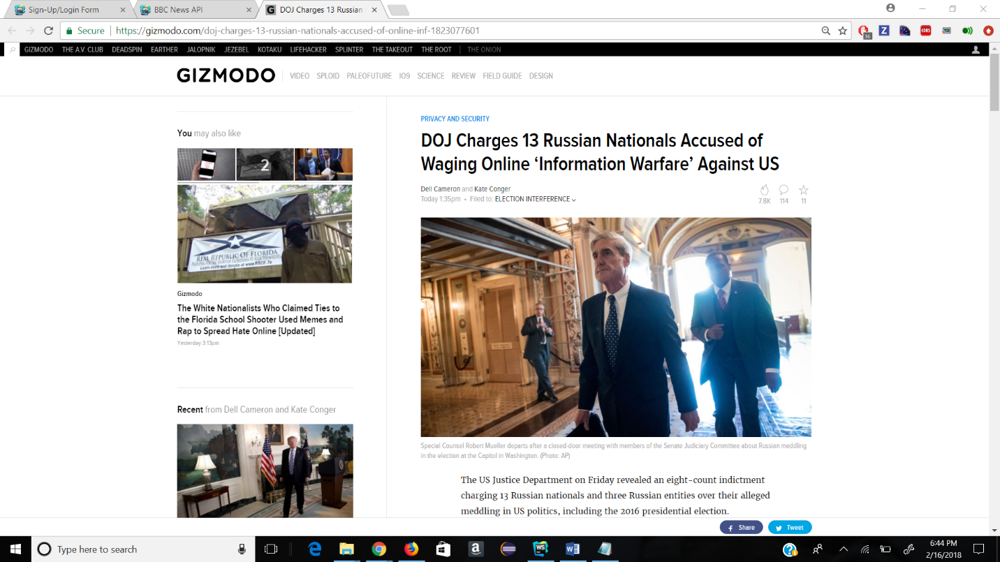 Sign-Up/Login Form
BBC News API
DOJ Charges 13 Russian
Secure
https://gizmodo.com/doj-charges-13-russian-nationals-accused-of-online-inf-1823077601
36
Z
CORS
GIZMODO THE A.V. CLUB DEADSPIN EARTHER JALOPNIK JEZEBEL KOTAKU LIFEHACKER SPLINTER THE TAKEOUT THE ROOT THE ONION
GIZMODO
VIDEO SPLOID PALEOFUTURE IO9 SCIENCE REVIEW FIELD GUIDE DESIGN
You may also like
2
REAL REPUBLIC OF FLORIDA
Learn more and donate at www.RROF.Tk
Gizmodo
The White Nationalists Who Claimed Ties to
the Florida School Shooter Used Memes and
Rap to Spread Hate Online [Updated]
Yesterday 3:13pm
Recent from Dell Cameron and Kate Conger
PRIVACY AND SECURITY
DOJ Charges 13 Russian Nationals Accused of
Waging Online ‘Information Warfare’ Against US
Dell Cameron and Kate Conger
Today 1:35pm • Filed to: ELECTION INTERFERENCE
7.8K 114 11
Special Counsel Robert Mueller departs after a closed-door meeting with members of the Senate Judiciary Committee about Russian meddling
in the election at the Capitol in Washington. (Photo: AP)
The US Justice Department on Friday revealed an eight-count indictment
charging 13 Russian nationals and three Russian entities over their alleged
meddling in US politics, including the 2016 presidential election.
Share Tweet
Type here to search
WS
6:44 PM
2/16/2018